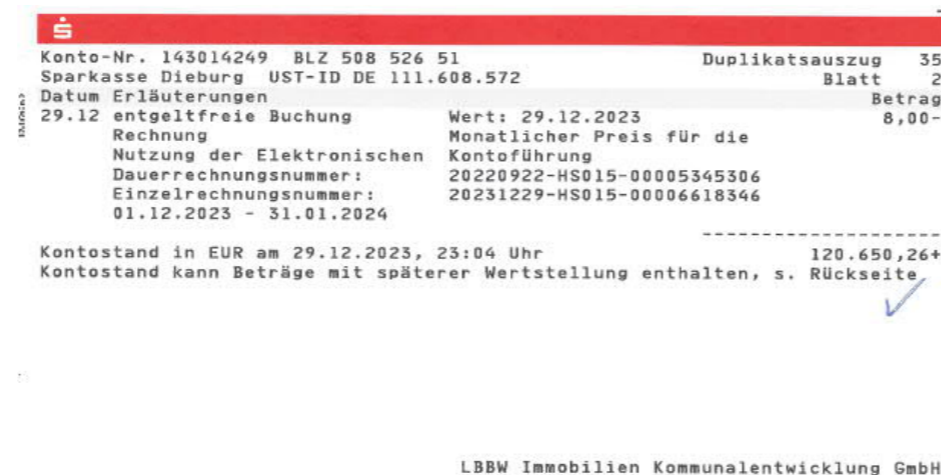 Konto-Nr. 143014249 BLZ 508 526 51 Duplikatsauszug 35
Sparkasse Dieburg UST-ID DE 111.608.572 Blatt 2
Datum Erläuterungen Betrag
29.12 entgeltfreie Buchung Wert: 29.12.2023 8,00-
Rechnung Monatlicher Preis für die
Nutzung der Elektronischen Kontoführung
Dauerrechnungsnummer: 20220922-HS015-00005345306
Einzelrechnungsnummer: 20231229-HS015-00006618346
01.12.2023 - 31.01.2024
--------------------
Kontostand in EUR am 29.12.2023, 23:04 Uhr 120.650,26+
Kontostand kann Beträge mit späterer Wertstellung enthalten, s. Rückseite
LBBW Immobilien Kommunalentwicklung GmbH